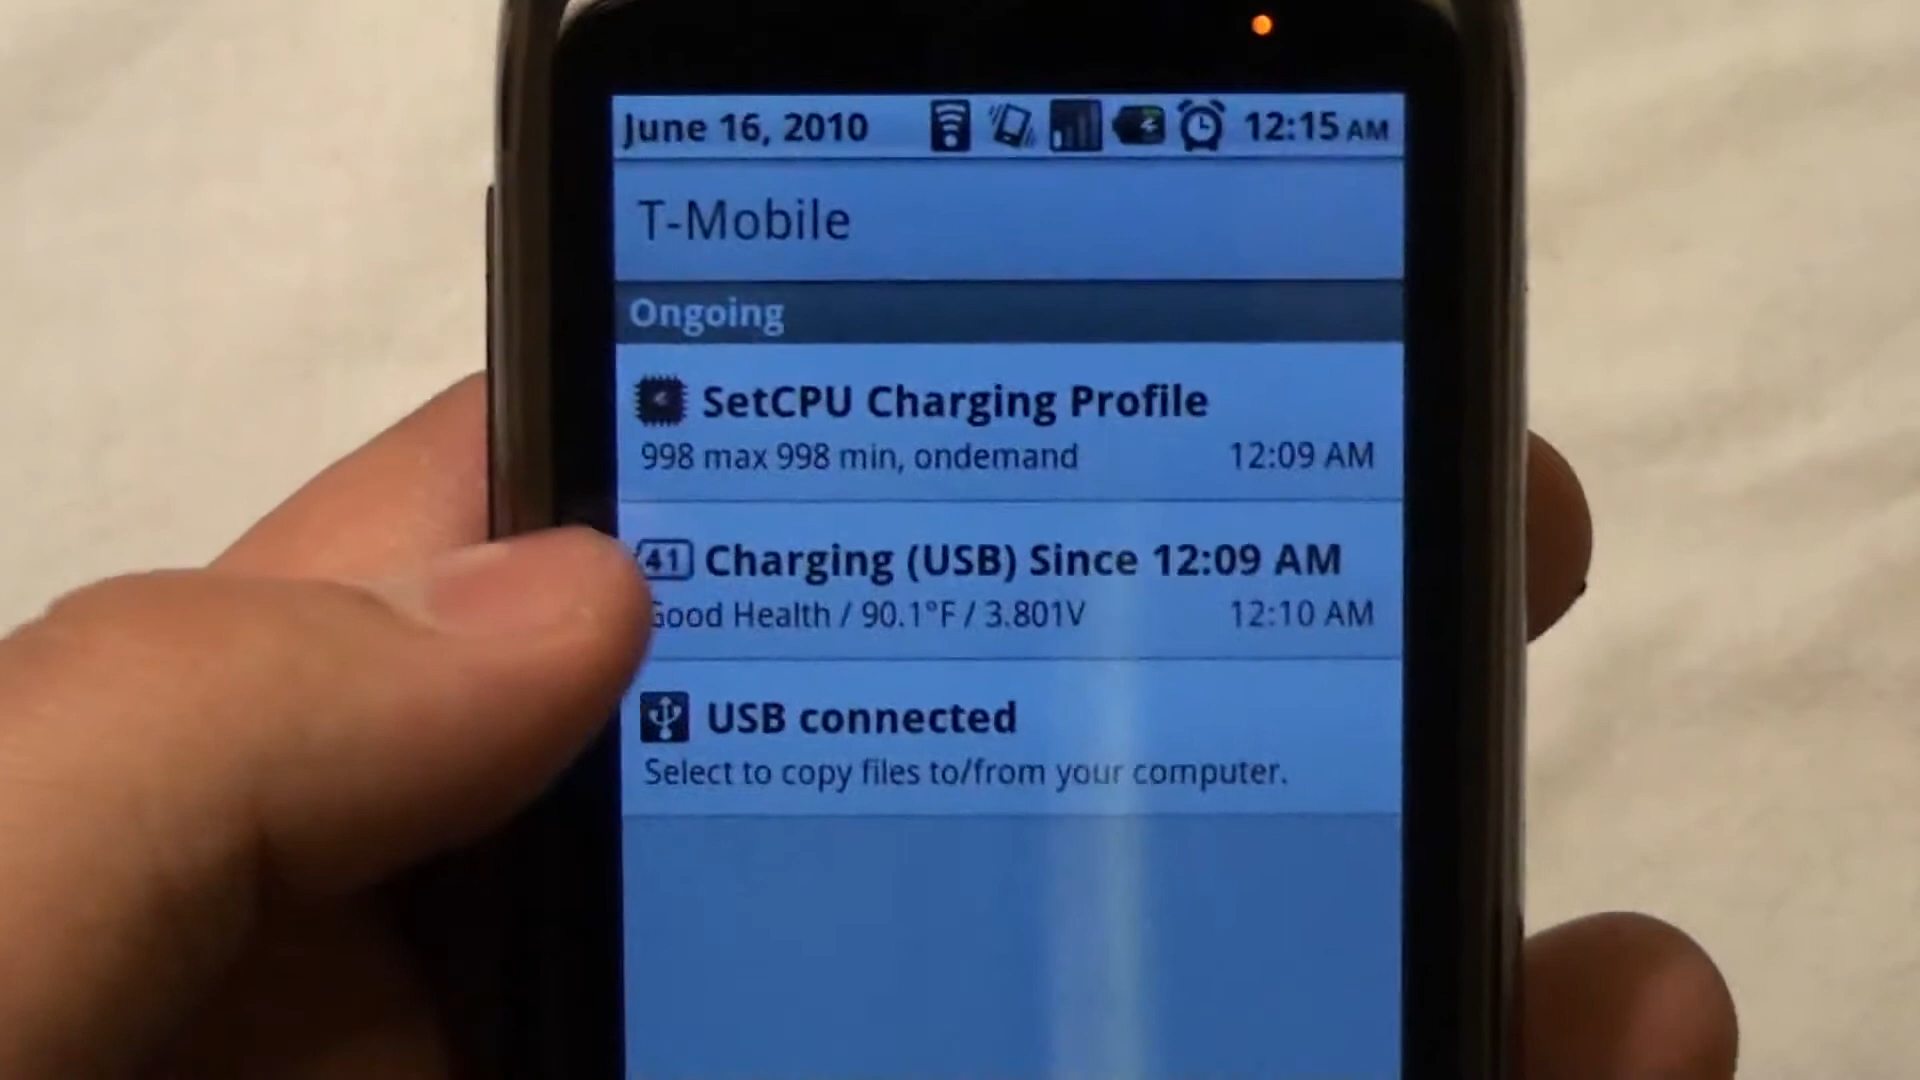 June 16, 2010 12:15 AM
T-Mobile
Ongoing
SetCPU Charging Profile
998 max 998 min, ondemand 12:09 AM
41 Charging (USB) Since 12:09 AM
Good Health / 90.1°F / 3.801V 12:10 AM
USB connected
Select to copy files to/from your computer.